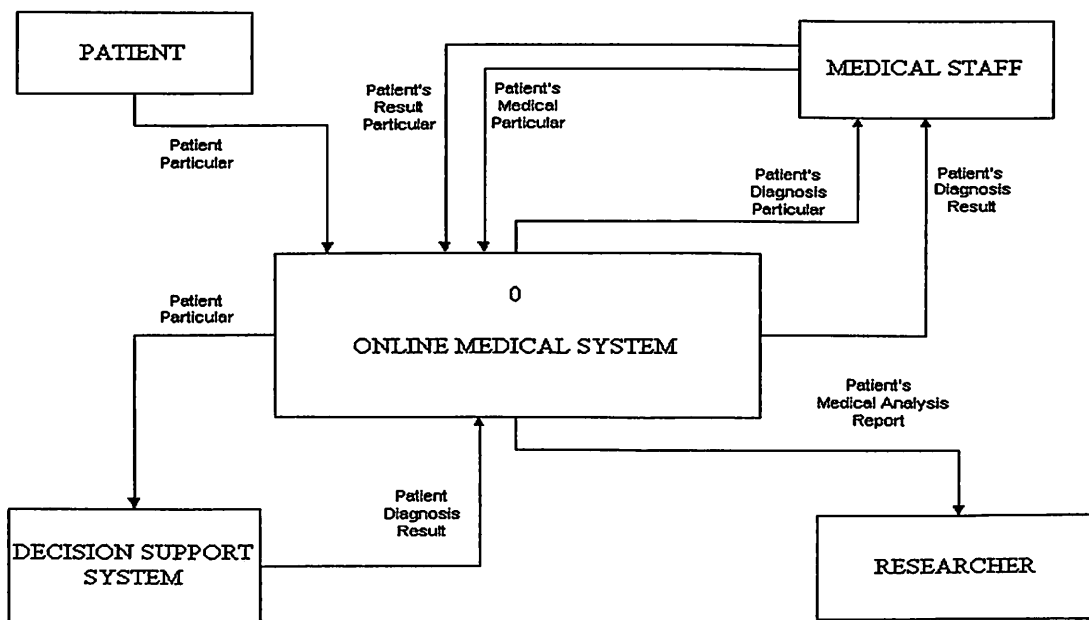 PATIENT
MEDICAL STAFF
Patient's
Result
Particular
Patient's
Medical
Particular
Patient
Particular
Patient's
Diagnosis
Particular
Patient's
Diagnosis
Result
0
ONLINE MEDICAL SYSTEM
Patient
Particular
Patient's
Medical Analysis
Report
Patient
Diagnosis
Result
DECISION SUPPORT
SYSTEM
RESEARCHER